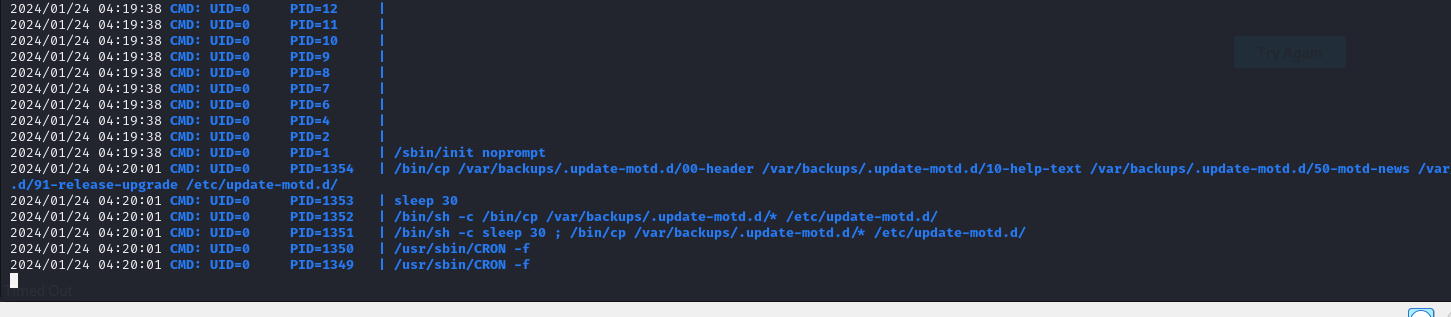 2024/01/24 04:19:38 CMD: UID=0 PID=12 |
2024/01/24 04:19:38 CMD: UID=0 PID=11 |
2024/01/24 04:19:38 CMD: UID=0 PID=10 |
2024/01/24 04:19:38 CMD: UID=0 PID=9 |
2024/01/24 04:19:38 CMD: UID=0 PID=8 |
2024/01/24 04:19:38 CMD: UID=0 PID=7 |
2024/01/24 04:19:38 CMD: UID=0 PID=6 |
2024/01/24 04:19:38 CMD: UID=0 PID=4 |
2024/01/24 04:19:38 CMD: UID=0 PID=2 |
2024/01/24 04:19:38 CMD: UID=0 PID=1 | /sbin/init noprompt
2024/01/24 04:20:01 CMD: UID=0 PID=1354 | /bin/cp /var/backups/.update-motd.d/00-header /var/backups/.update-motd.d/10-help-text /var/backups/.update-motd.d/50-motd-news /var
.d/91-release-upgrade /etc/update-motd.d/
2024/01/24 04:20:01 CMD: UID=0 PID=1353 | sleep 30
2024/01/24 04:20:01 CMD: UID=0 PID=1352 | /bin/sh -c /bin/cp /var/backups/.update-motd.d/* /etc/update-motd.d/
2024/01/24 04:20:01 CMD: UID=0 PID=1351 | /bin/sh -c sleep 30 ; /bin/cp /var/backups/.update-motd.d/* /etc/update-motd.d/
2024/01/24 04:20:01 CMD: UID=0 PID=1350 | /usr/sbin/CRON -f
2024/01/24 04:20:01 CMD: UID=0 PID=1349 | /usr/sbin/CRON -f
Try Again
Timed Out